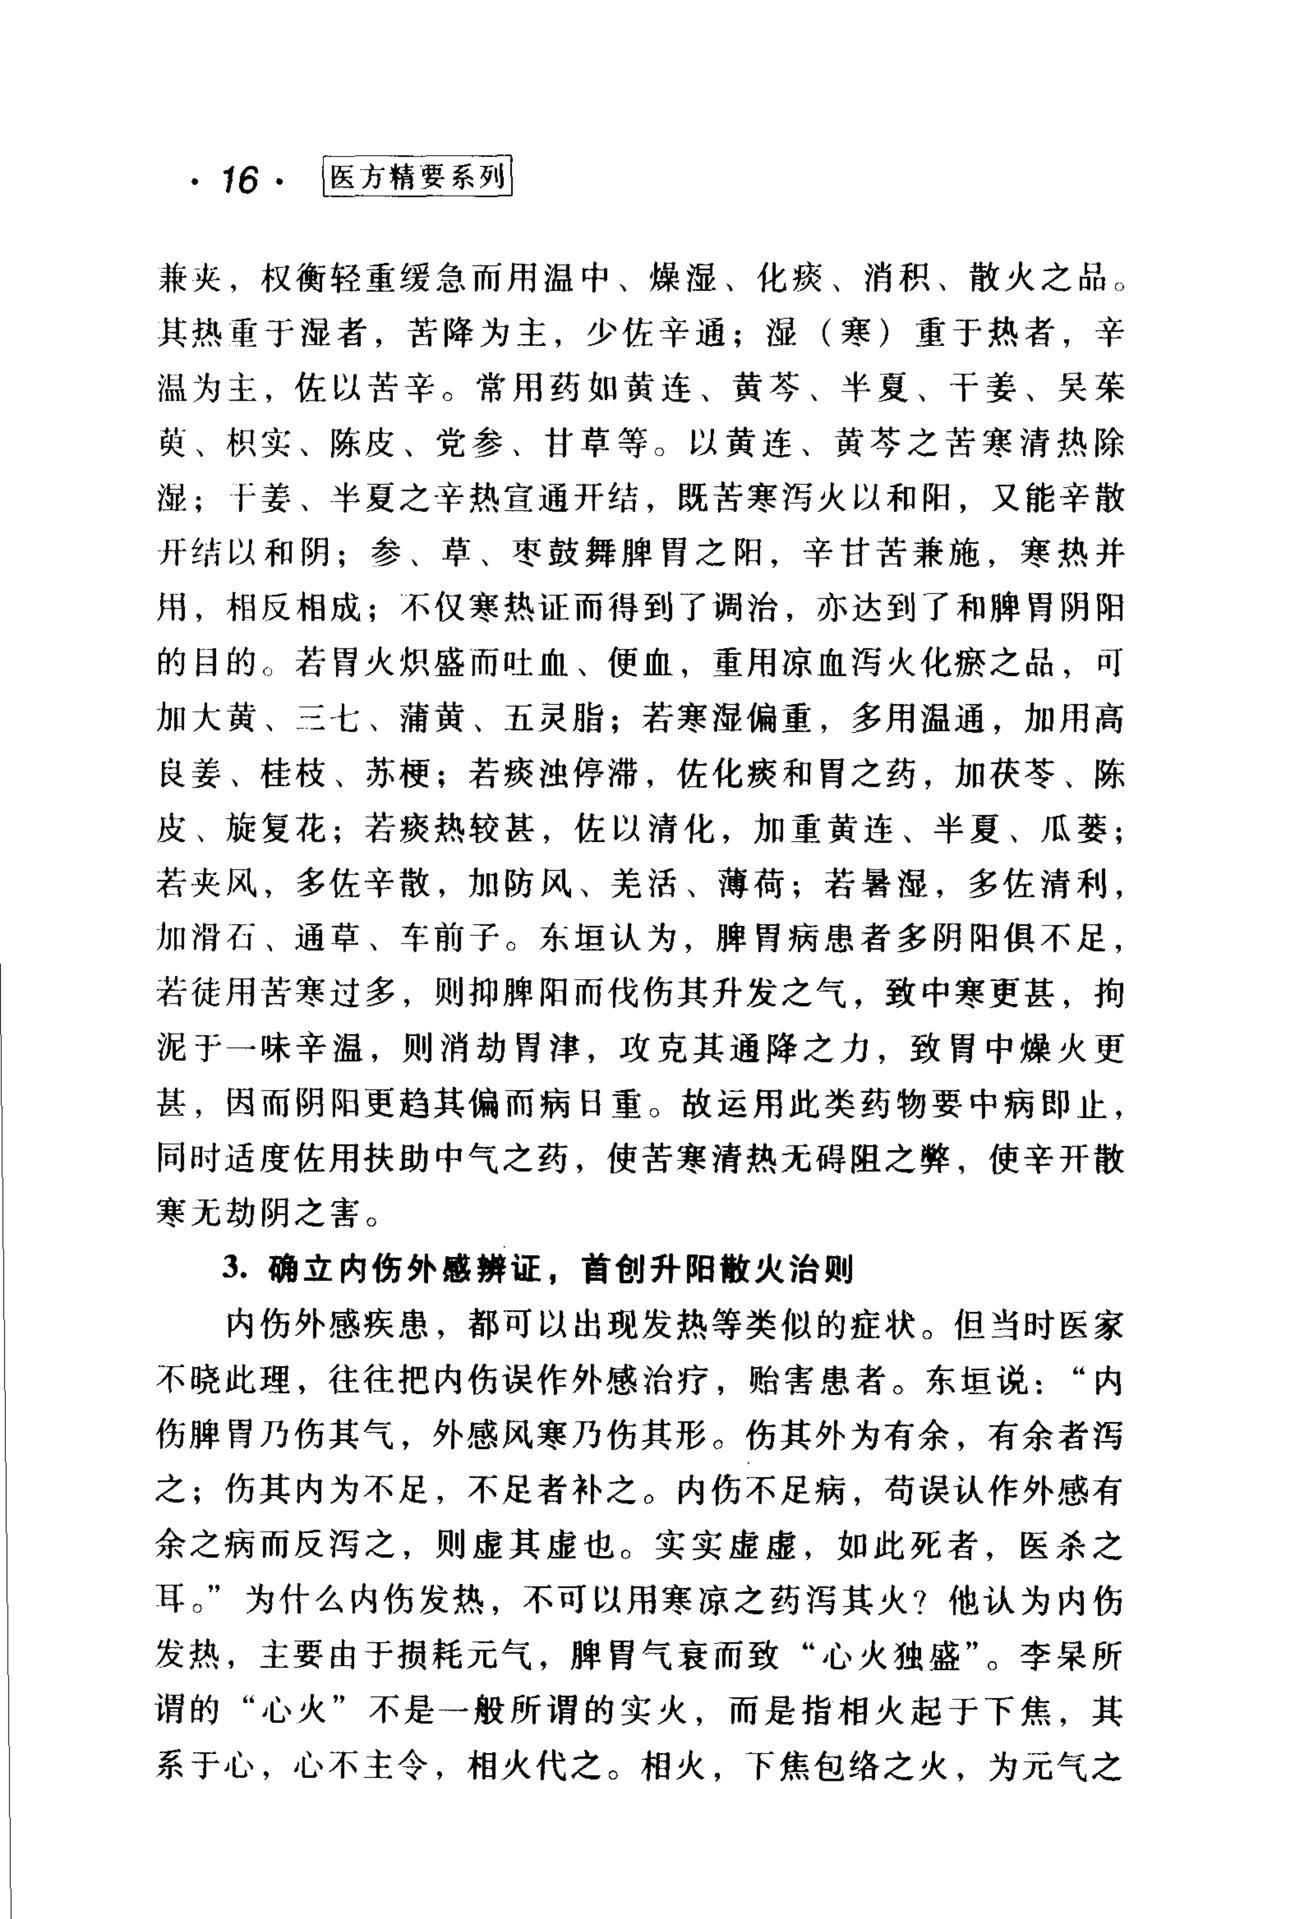 · 16 · 医方精要系列
兼夹，权衡轻重缓急而用温中、燥湿、化痰、消积、散火之品。
其热重于湿者，苦降为主，少佐辛通；湿（寒）重于热者，辛
温为主，佐以苦辛。常用药如黄连、黄芩、半夏、干姜、吴茱
萸、枳实、陈皮、党参、甘草等。以黄连、黄芩之苦寒清热除
湿；干姜、半夏之辛热宣通开结，既苦寒泻火以和阳，又能辛散
开结以和阴；参、草、枣鼓舞脾胃之阳，辛甘苦兼施，寒热并
用，相反相成；不仅寒热证而得到了调治，亦达到了和脾胃阴阳
的目的。若胃火炽盛而吐血、便血，重用凉血泻火化瘀之品，可
加大黄、三七、蒲黄、五灵脂；若寒湿偏重，多用温通，加用高
良姜、桂枝、苏梗；若痰浊停滞，佐化痰和胃之药，加茯苓、陈
皮、旋复花；若痰热较甚，佐以清化，加重黄连、半夏、瓜蒌；
若夹风，多佐辛散，加防风、羌活、薄荷；若暑湿，多佐清利，
加滑石、通草、车前子。东垣认为，脾胃病患者多阴阳俱不足，
若徒用苦寒过多，则抑脾阳而伐伤其升发之气，致中寒更甚，拘
泥于一味辛温，则消劫胃津，攻克其通降之力，致胃中燥火更
甚，因而阴阳更趋其偏而病日重。故运用此类药物要中病即止，
同时适度佐用扶助中气之药，使苦寒清热无碍阻之弊，使辛开散
寒无劫阴之害。
3. 确立内伤外感辨证，首创升阳散火治则
内伤外感疾患，都可以出现发热等类似的症状。但当时医家
不晓此理，往往把内伤误作外感治疗，贻害患者。东垣说：“内
伤脾胃乃伤其气，外感风寒乃伤其形。伤其外为有余，有余者泻
之；伤其内为不足，不足者补之。内伤不足病，苟误认作外感有
余之病而反泻之，则虚其虚也。实实虚虚，如此死者，医杀之
耳。”为什么内伤发热，不可以用寒凉之药泻其火？他认为内伤
发热，主要由于损耗元气，脾胃气衰而致“心火独盛”。李杲所
谓的“心火”不是一般所谓的实火，而是指相火起于下焦，其
系于心，心不主令，相火代之。相火，下焦包络之火，为元气之